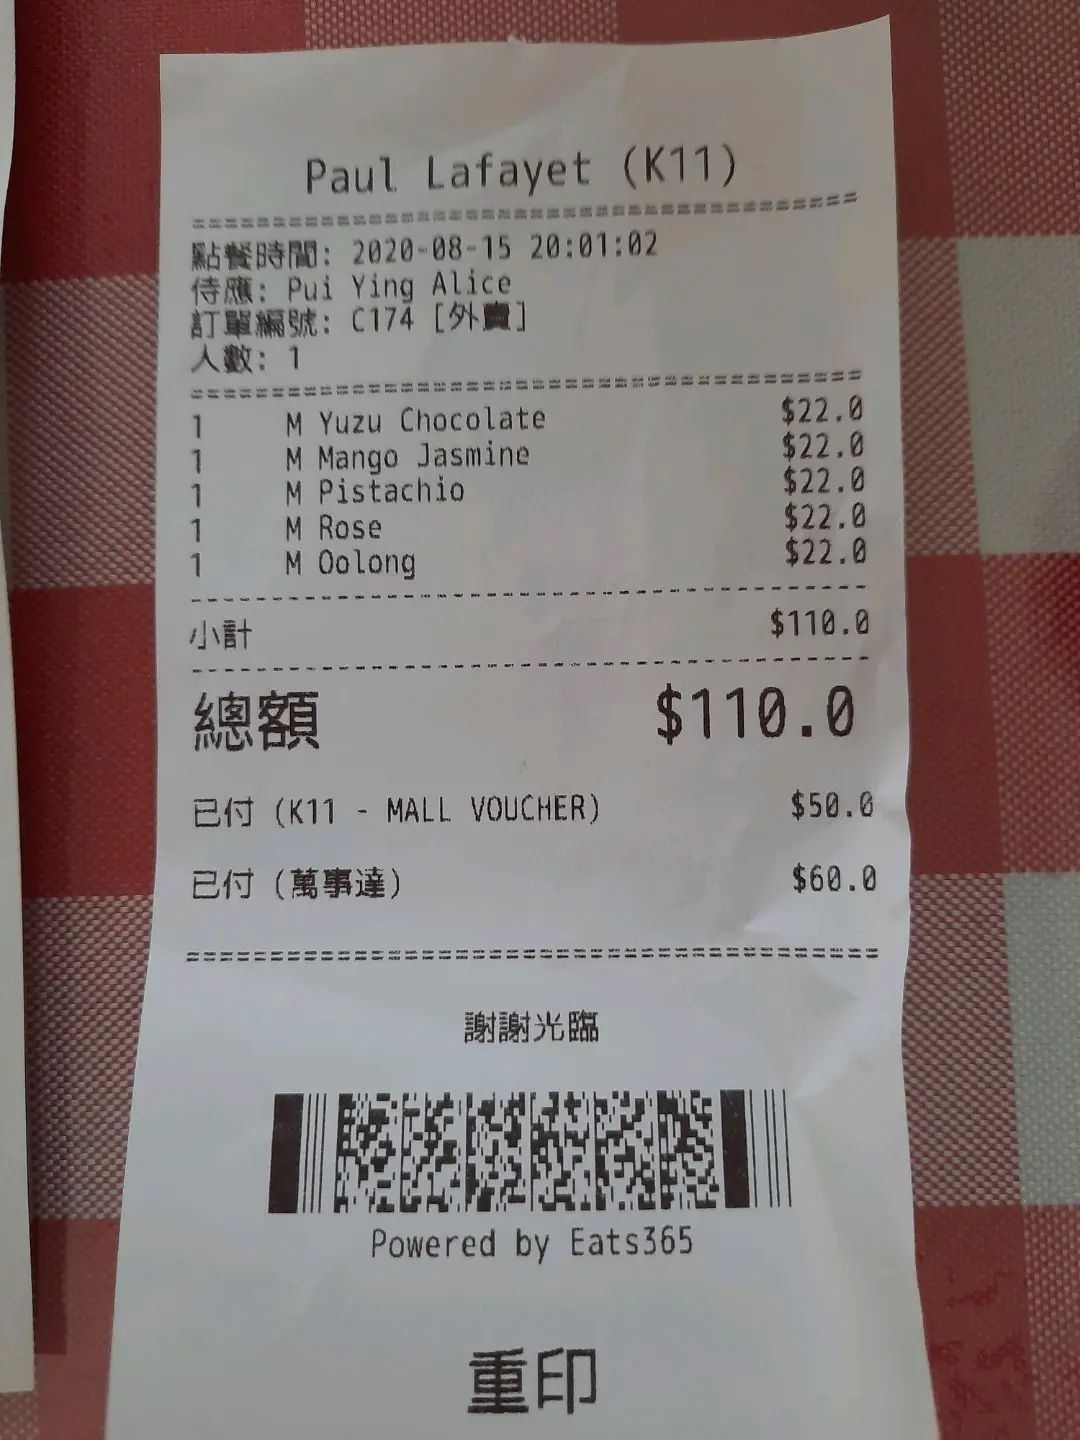 Paul Lafayet (K11)
點餐時間: 2020-08-15 20:01:02
侍應: Pui Ying Alice
訂單編號: C174 [外賣]
人數: 1
1 M Yuzu Chocolate $22.0
1 M Mango Jasmine $22.0
1 M Pistachio $22.0
1 M Rose $22.0
1 M Oolong $22.0
小計 $110.0
總額 $110.0
已付 (K11 - MALL VOUCHER) $50.0
已付 (萬事達) $60.0
謝謝光臨
Powered by Eats365
重印